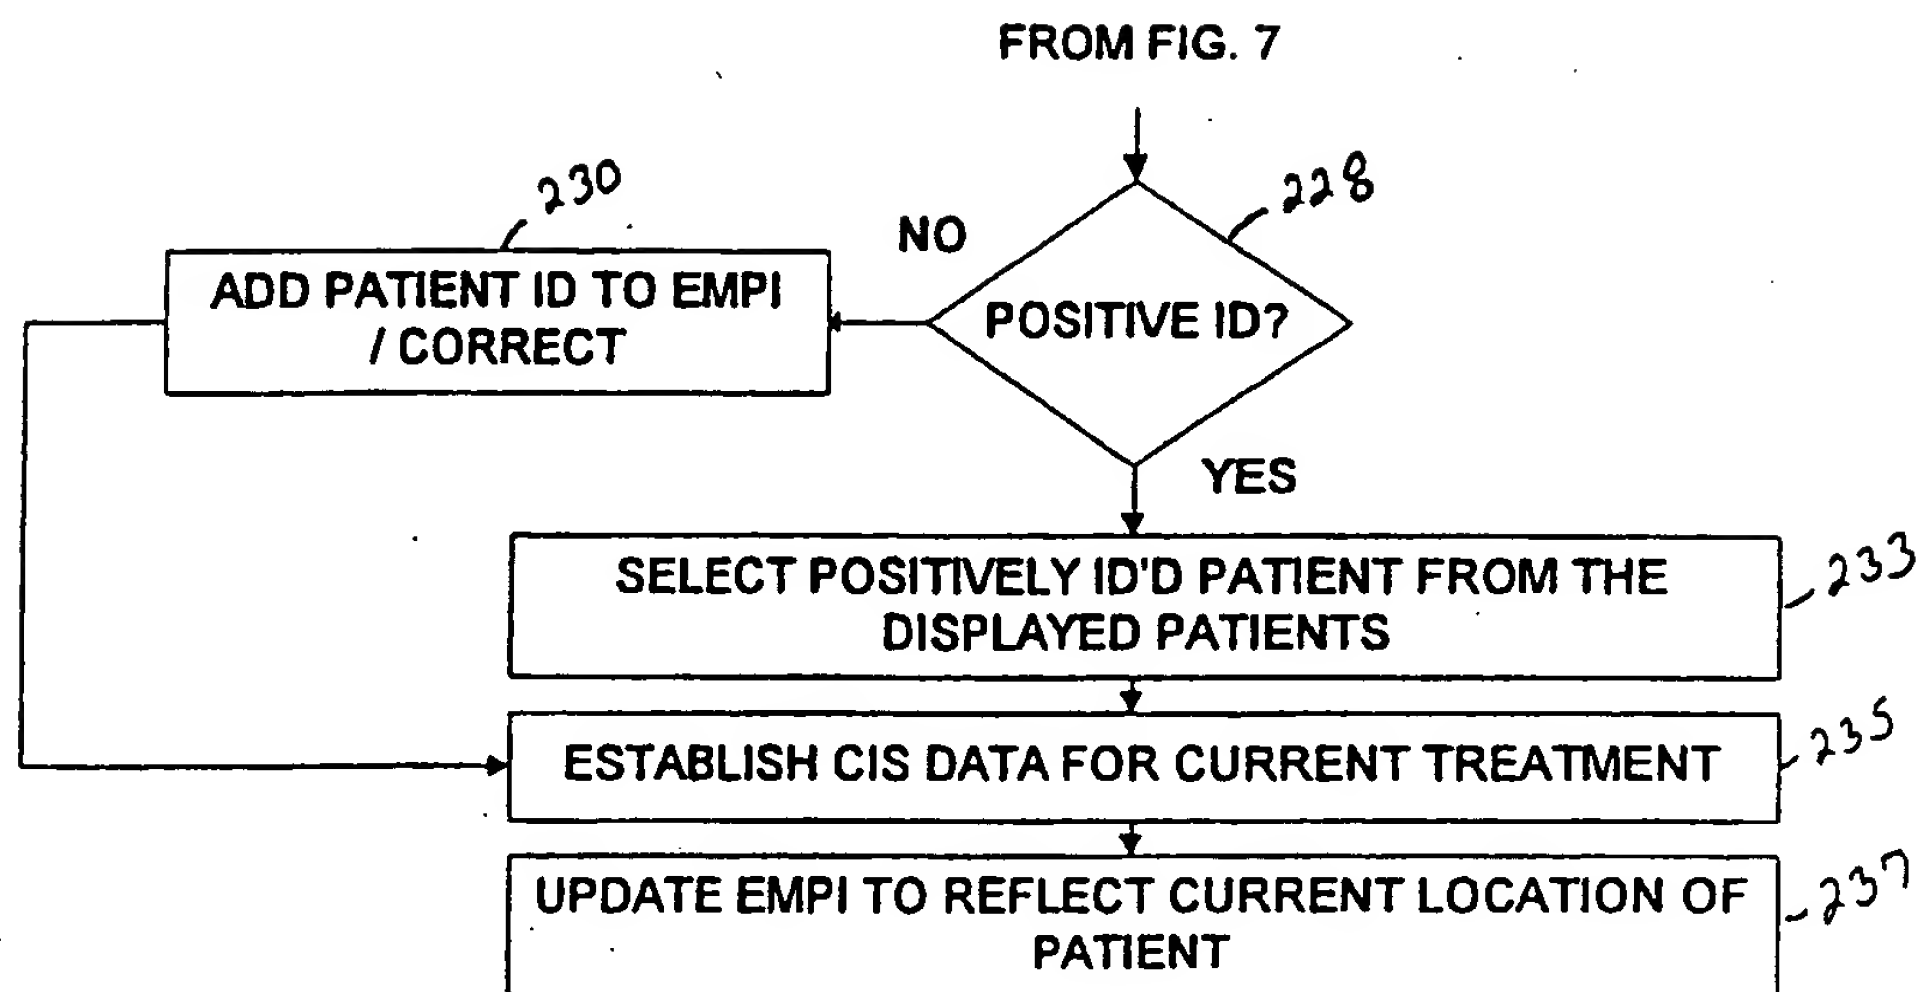 FROM FIG. 7
228
230
NO
ADD PATIENT ID TO EMPI
/ CORRECT
POSITIVE ID?
YES
SELECT POSITIVELY ID'D PATIENT FROM THE
DISPLAYED PATIENTS
233
ESTABLISH CIS DATA FOR CURRENT TREATMENT
235
UPDATE EMPI TO REFLECT CURRENT LOCATION OF
PATIENT
237